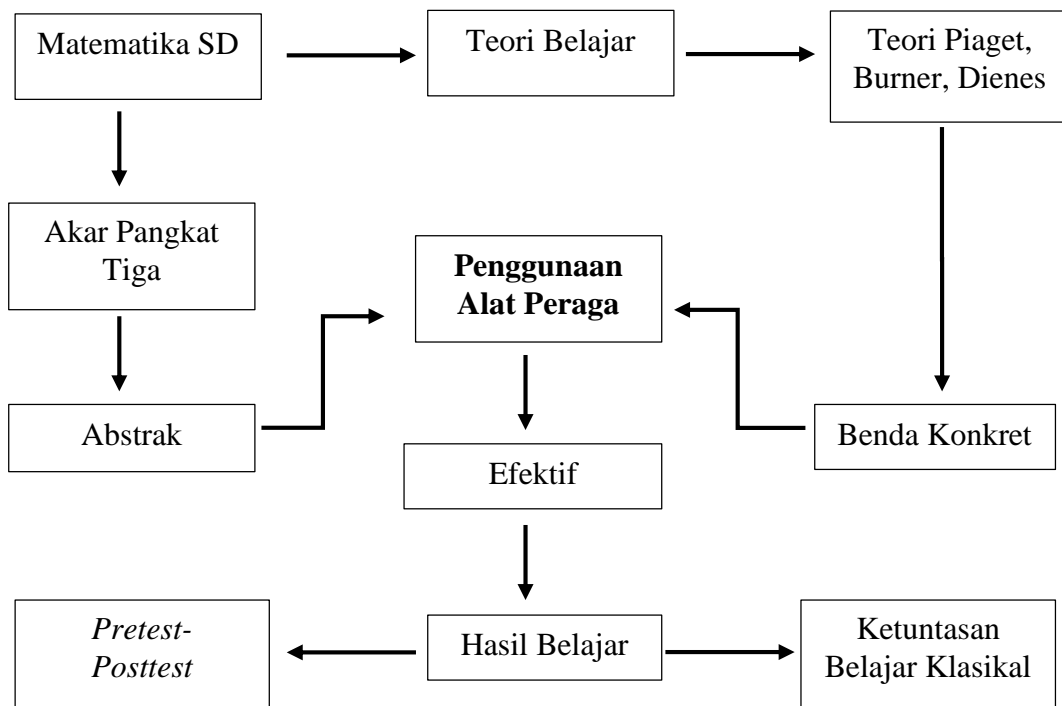 Matematika SD
Teori Belajar
Teori Piaget,
Burner, Dienes
Akar Pangkat
Tiga
Penggunaan
Alat Peraga
Abstrak
Benda Konkret
Efektif
Pretest-
Posttest
Hasil Belajar
Ketuntasan
Belajar Klasikal